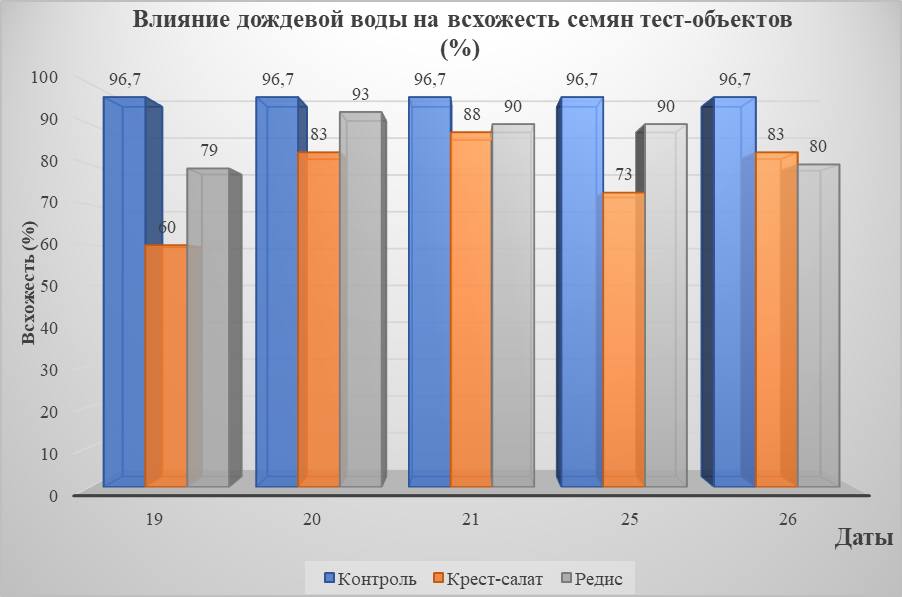 Влияние дождевой воды на всхожесть семян тест-объектов
(%)
Всхожесть (%)
100
90
80
70
60
50
40
30
20
10
0
96,7 60 79
96,7 83 93
96,7 88 90
96,7 73 90
96,7 83 80
19 20 21 25 26
Даты
Контроль Крест-салат Редис